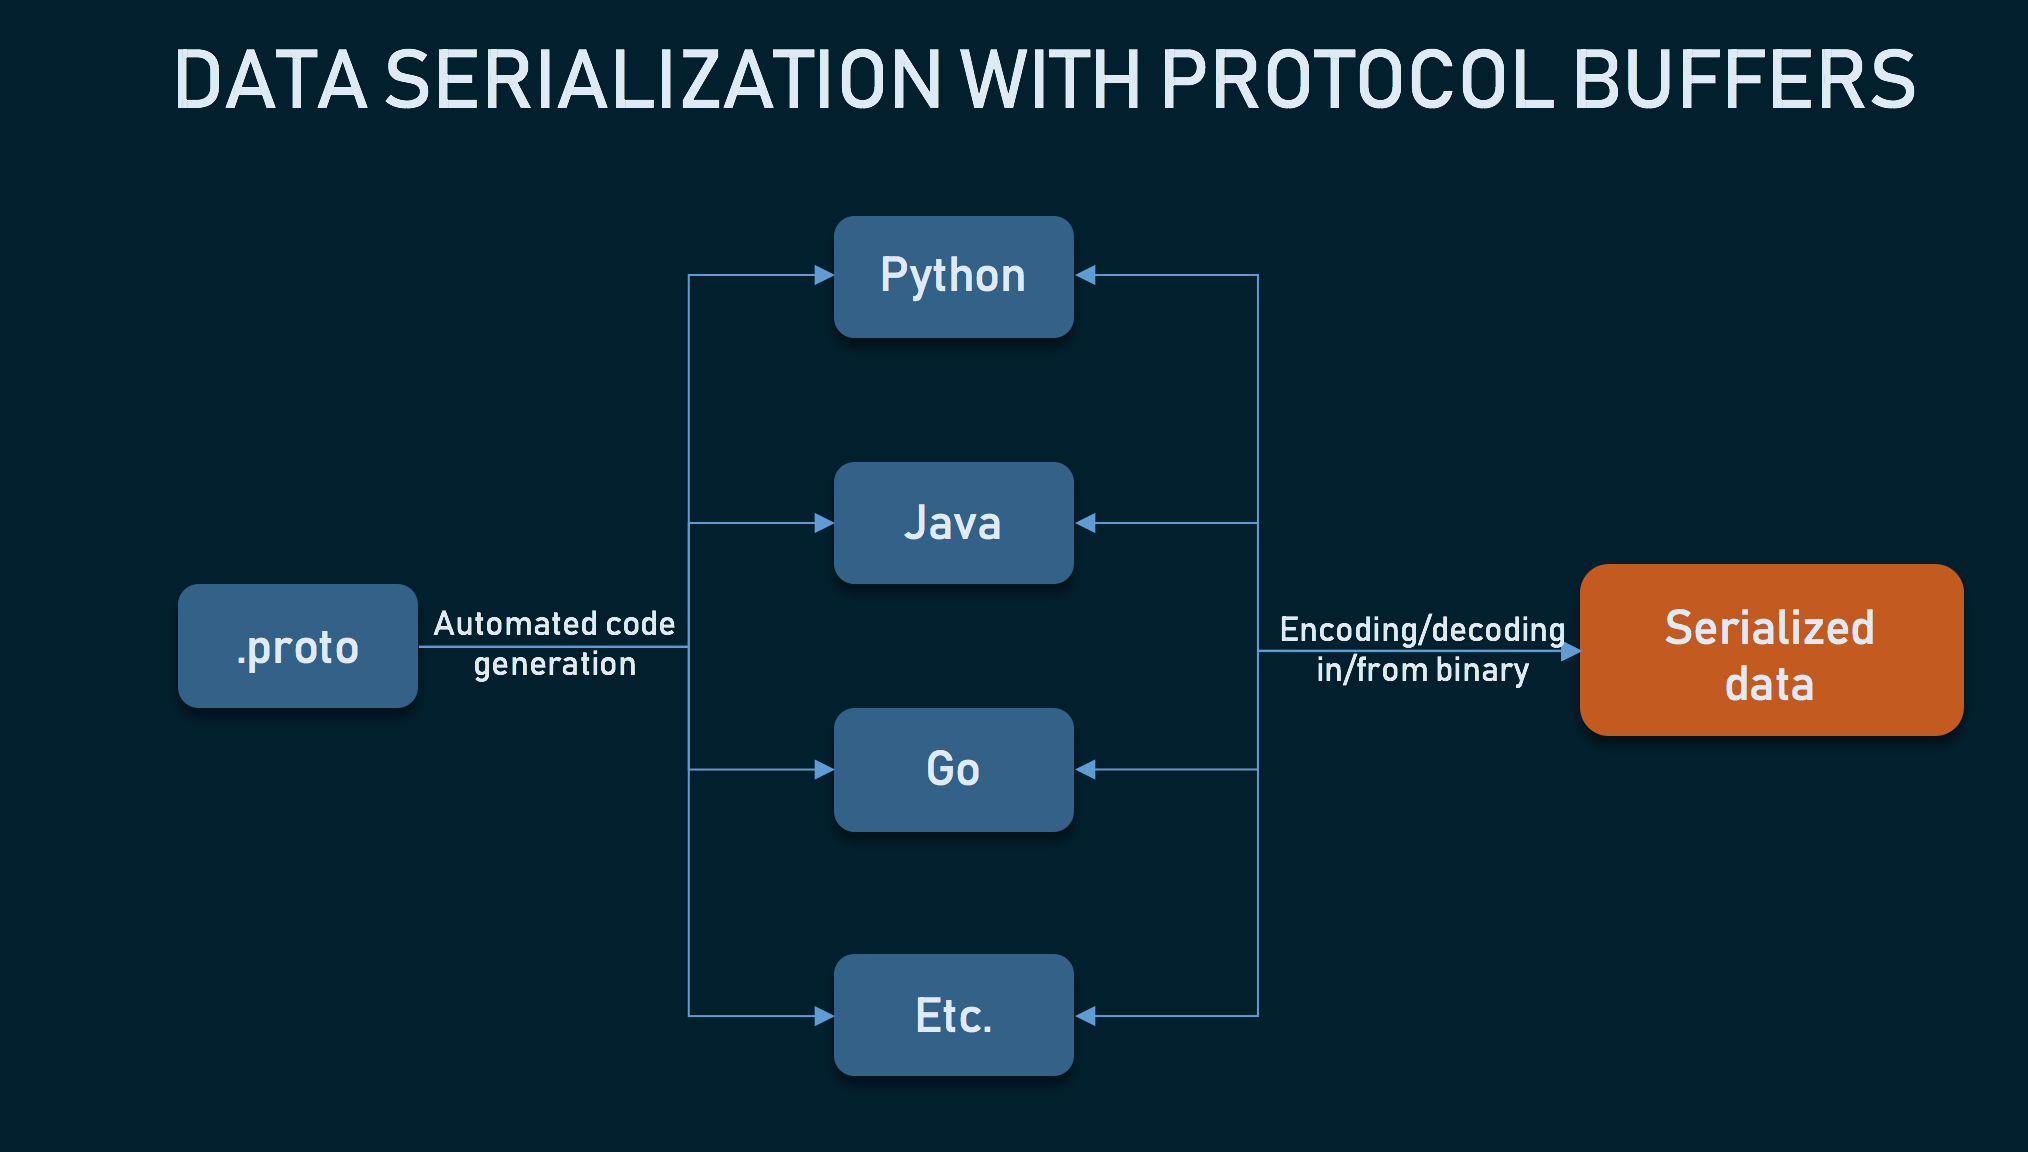 DATA SERIALIZATION WITH PROTOCOL BUFFERS
Python
Java
.proto
Automated code
generation
Encoding/decoding
in/from binary
Serialized
data
Go
Etc.